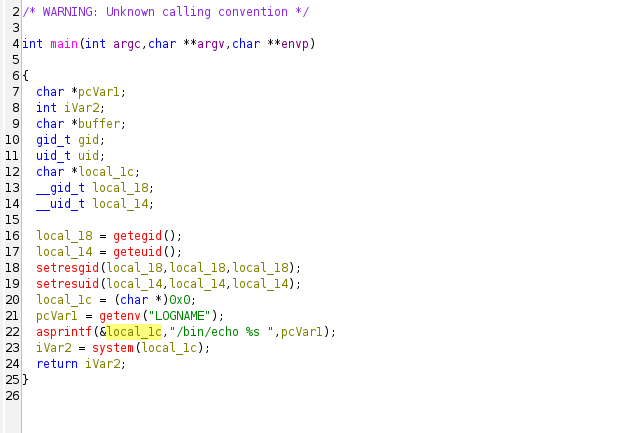 2 /* WARNING: Unknown calling convention */
3
4 int main(int argc,char **argv,char **envp)
5
6 {
7   char *pcVar1;
8   int iVar2;
9   char *buffer;
10   gid_t gid;
11   uid_t uid;
12   char *local_1c;
13   __gid_t local_18;
14   __uid_t local_14;
15
16   local_18 = getegid();
17   local_14 = geteuid();
18   setresgid(local_18,local_18,local_18);
19   setresuid(local_14,local_14,local_14);
20   local_1c = (char *)0x0;
21   pcVar1 = getenv("LOGNAME");
22   asprintf(&local_1c,"/bin/echo %s ",pcVar1);
23   iVar2 = system(local_1c);
24   return iVar2;
25 }
26